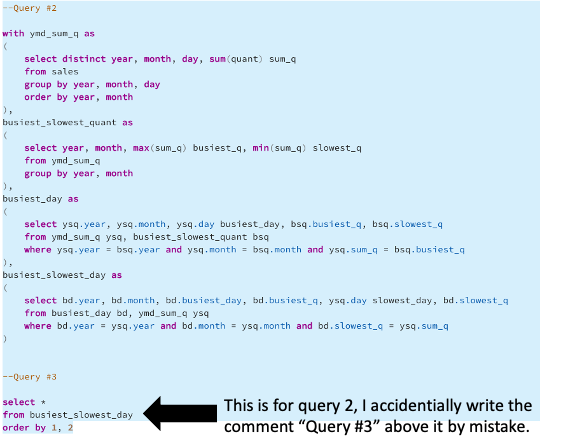 --Query #2
with ymd_sum_q as
(
select distinct year, month, day, sum(quant) sum_q
from sales
group by year, month, day
order by year, month
),
busiest_slowest_quant as
(
select year, month, max(sum_q) busiest_q, min(sum_q) slowest_q
from ymd_sum_q
group by year, month
),
busiest_day as
(
select ysq.year, ysq.month, ysq.day busiest_day, bsq.busiest_q, bsq.slowest_q
from ymd_sum_q ysq, busiest_slowest_quant bsq
where ysq.year = bsq.year and ysq.month = bsq.month and ysq.sum_q = bsq.busiest_q
),
busiest_slowest_day as
(
select bd.year, bd.month, bd.busiest_day, bd.busiest_q, ysq.day slowest_day, bd.slowest_q
from busiest_day bd, ymd_sum_q ysq
where bd.year = ysq.year and bd.month = ysq.month and bd.slowest_q = ysq.sum_q
)
--Query #3
select *
from busiest_slowest_day
order by 1, 2
This is for query 2, I accidentially write the
comment “Query #3” above it by mistake.